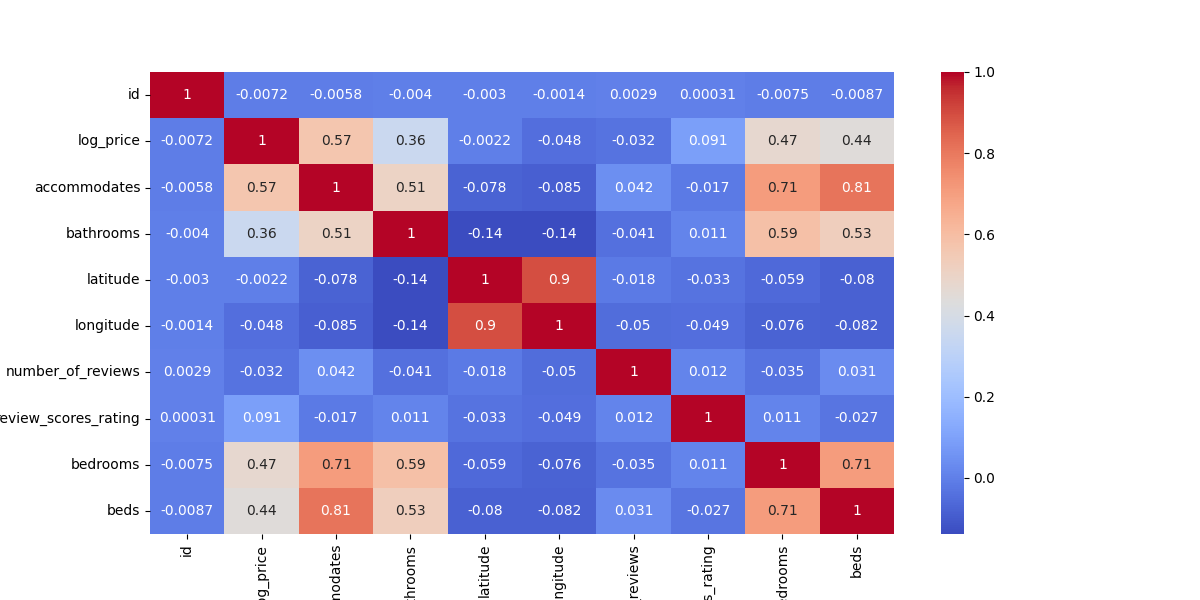 id 1 -0.0072 -0.0058 -0.004 -0.003 -0.0014 0.0029 0.00031 -0.0075 -0.0087
log_price -0.0072 1 0.57 0.36 -0.0022 -0.048 -0.032 0.091 0.47 0.44
accommodates -0.0058 0.57 1 0.51 -0.078 -0.085 0.042 -0.017 0.71 0.81
bathrooms -0.004 0.36 0.51 1 -0.14 -0.14 -0.041 0.011 0.59 0.53
latitude -0.003 -0.0022 -0.078 -0.14 1 0.9 -0.018 -0.033 -0.059 -0.08
longitude -0.0014 -0.048 -0.085 -0.14 0.9 1 -0.05 -0.049 -0.076 -0.082
number_of_reviews 0.0029 -0.032 0.042 -0.041 -0.018 -0.05 1 0.012 -0.035 0.031
eview_scores_rating 0.00031 0.091 -0.017 0.011 -0.033 -0.049 0.012 1 0.011 -0.027
bedrooms -0.0075 0.47 0.71 0.59 -0.059 -0.076 -0.035 0.011 1 0.71
beds -0.0087 0.44 0.81 0.53 -0.08 -0.082 0.031 -0.027 0.71 1
id
og_price
modates
hrooms
latitude
ngitude
reviews
s_rating
drooms
beds
1.0
0.8
0.6
0.4
0.2
0.0